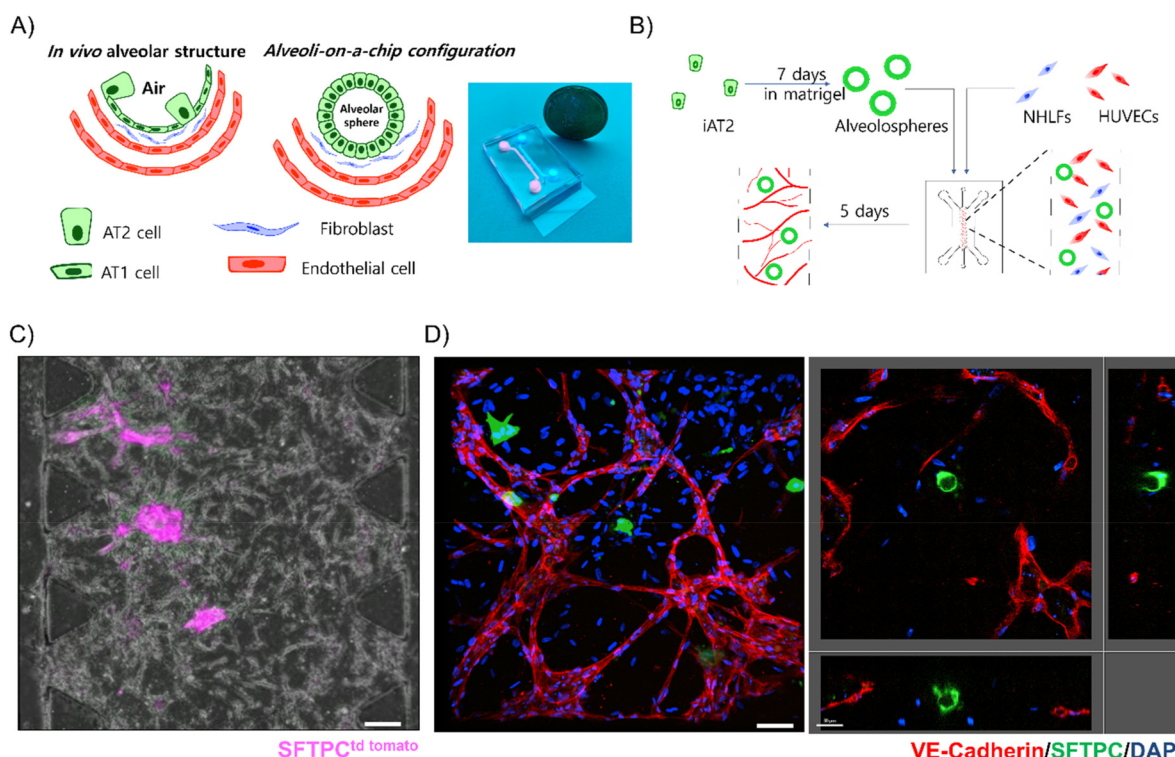 A)
In vivo alveolar structure
Alveoli-on-a-chip configuration
Air
Alveolar
sphere
AT2 cell
Fibroblast
AT1 cell
Endothelial cell
B)
7 days
in matrigel
iAT2
Alveolospheres
NHLFs
HUVECs
5 days
C)
SFTPCtd tomato
D)
VE-Cadherin/SFTPC/DAP